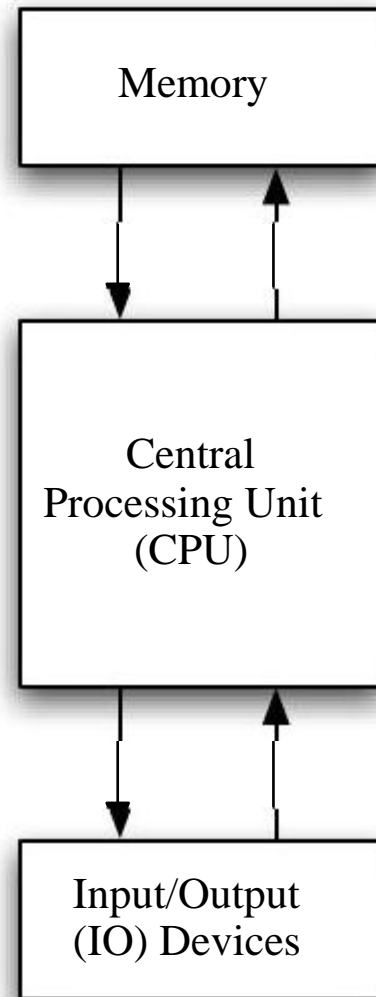 Memory
Central
Processing Unit
(CPU)
Input/Output
(IO) Devices